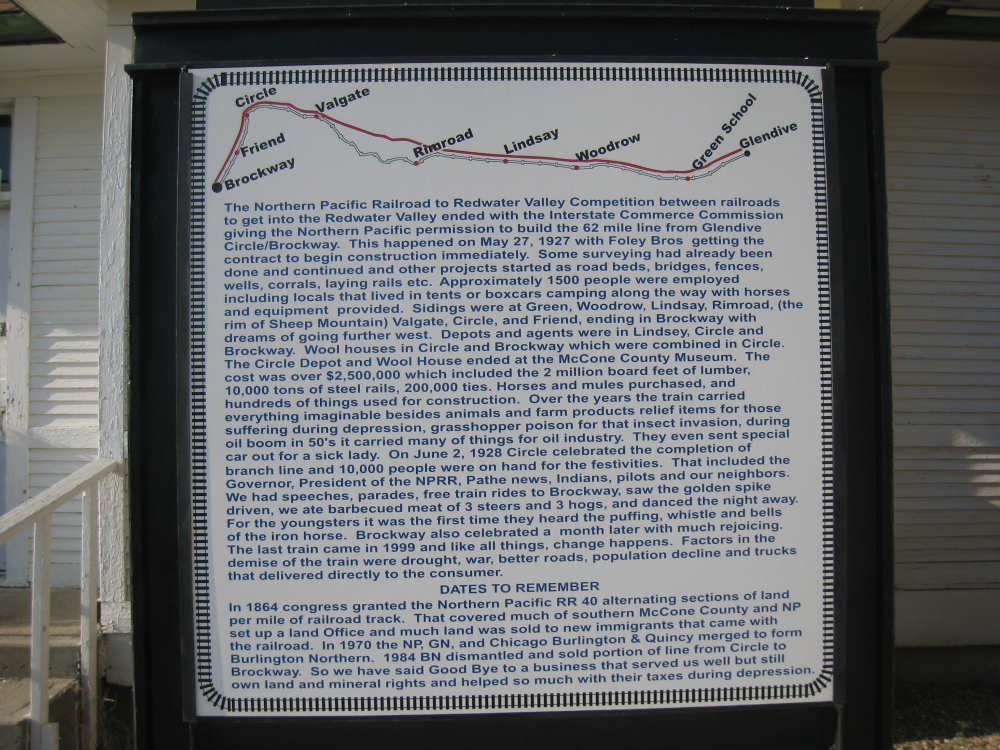 Circle
Valgate
Friend
Brockway
Rimroad
Lindsay
Woodrow
Green School
Glendive
The Northern Pacific Railroad to Redwater Valley Competition between railroads
to get into the Redwater Valley ended with the Interstate Commerce Commission
giving the Northern Pacific permission to build the 62 mile line from Glendive
Circle/Brockway. This happened on May 27, 1927 with Foley Bros getting the
contract to begin construction immediately. Some surveying had already been
done and continued and other projects started as road beds, bridges, fences,
wells, corrals, laying rails etc. Approximately 1500 people were employed
including locals that lived in tents or boxcars camping along the way with horses
and equipment provided. Sidings were at Green, Woodrow, Lindsay, Rimroad, (the
rim of Sheep Mountain) Valgate, Circle, and Friend, ending in Brockway with
dreams of going further west. Depots and agents were in Lindsey, Circle and
Brockway. Wool houses in Circle and Brockway which were combined in Circle.
The Circle Depot and Wool House ended at the McCone County Museum. The
cost was over $2,500,000 which included the 2 million board feet of lumber,
10,000 tons of steel rails, 200,000 ties. Horses and mules purchased, and
hundreds of things used for construction. Over the years the train carried
everything imaginable besides animals and farm products relief items for those
suffering during depression, grasshopper poison for that insect invasion, during
oil boom in 50's it carried many of things for oil industry. They even sent special
car out for a sick lady. On June 2, 1928 Circle celebrated the completion of
branch line and 10,000 people were on hand for the festivities. That included the
Governor, President of the NPRR, Pathe news, Indians, pilots and our neighbors.
We had speeches, parades, free train rides to Brockway, saw the golden spike
driven, we ate barbecued meat of 3 steers and 3 hogs, and danced the night away.
For the youngsters it was the first time they heard the puffing, whistle and bells
of the iron horse. Brockway also celebrated a month later with much rejoicing.
The last train came in 1999 and like all things, change happens. Factors in the
demise of the train were drought, war, better roads, population decline and trucks
that delivered directly to the consumer.
DATES TO REMEMBER
In 1864 congress granted the Northern Pacific RR 40 alternating sections of land
per mile of railroad track. That covered much of southern McCone County and NP
set up a land Office and much land was sold to new immigrants that came with
the railroad. In 1970 the NP, GN, and Chicago Burlington & Quincy merged to form
Burlington Northern. 1984 BN dismantled and sold portion of line from Circle to
Brockway. So we have said Good Bye to a business that served us well but still
own land and mineral rights and helped so much with their taxes during depression.